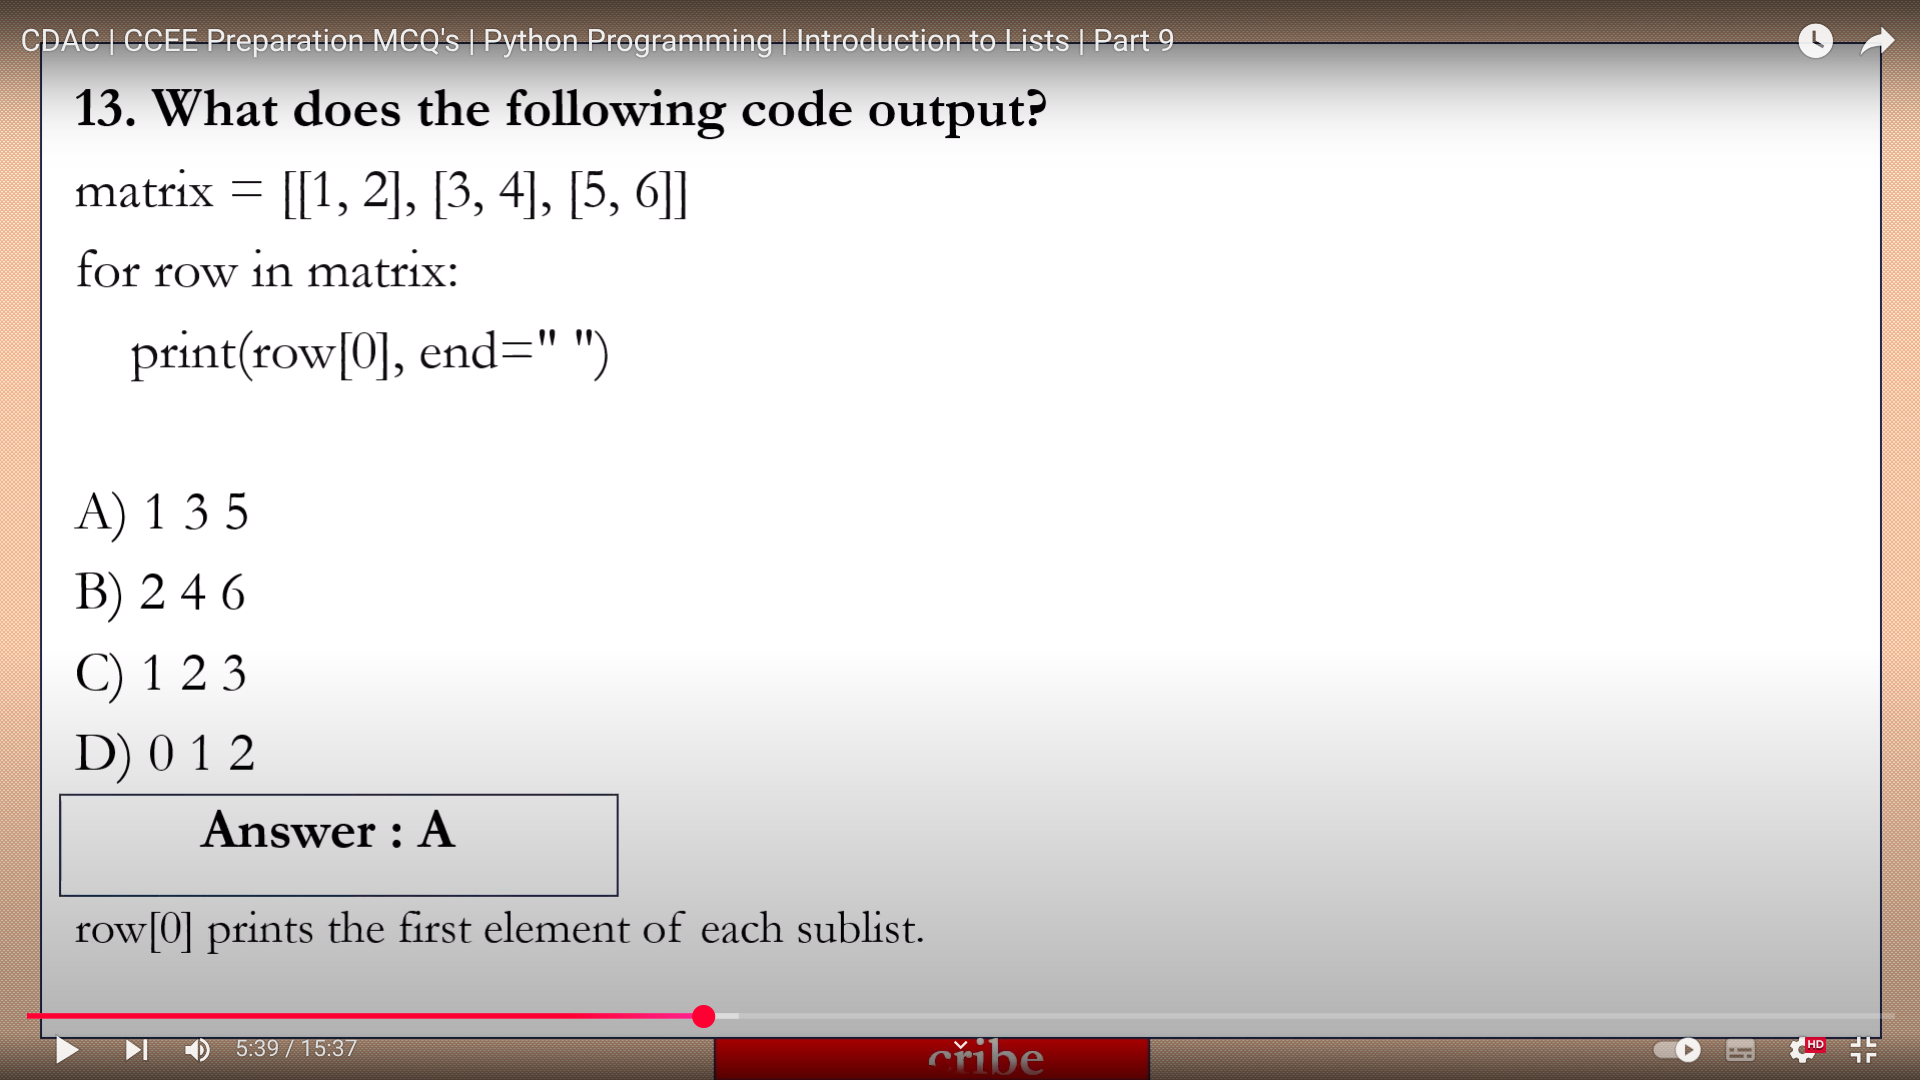 CDAC | CCEE Preparation MCQ's | Python Programming | Introduction to Lists | Part 9
13. What does the following code output?
matrix = [[1, 2], [3, 4], [5, 6]]
for row in matrix:
print(row[0], end=" ")
A) 1 3 5
B) 2 4 6
C) 1 2 3
D) 0 1 2
Answer : A
row[0] prints the first element of each sublist.
5:39 / 15:37
cribe
HD